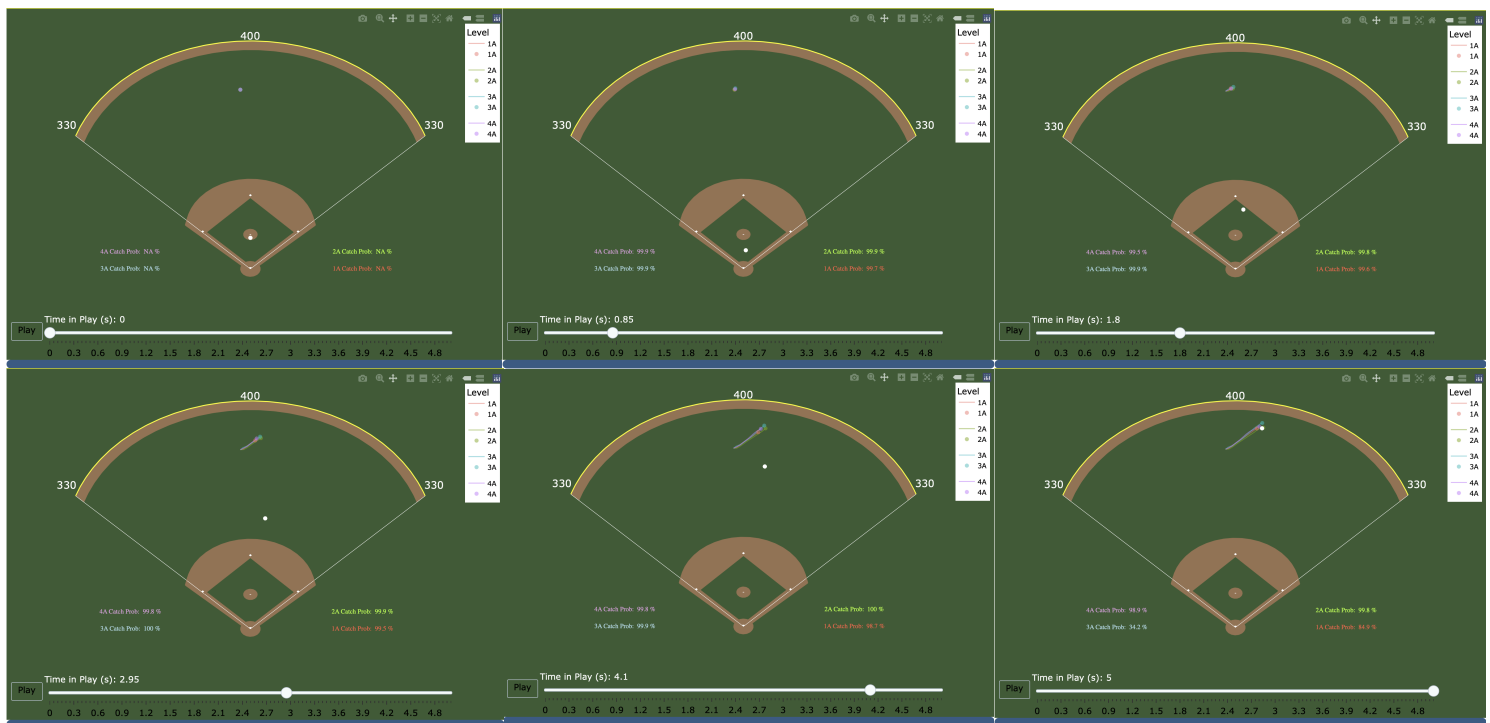 400
Level
1A
1A
2A
2A
3A
3A
4A
4A
330 330
4A Catch Prob: NA % 2A Catch Prob: NA %
3A Catch Prob: NA % 1A Catch Prob: NA %
Time in Play (s): 0
Play
0 0.3 0.6 0.9 1.2 1.5 1.8 2.1 2.4 2.7 3 3.3 3.6 3.9 4.2 4.5 4.8
400
Level
1A
1A
2A
2A
3A
3A
4A
4A
330 330
4A Catch Prob: 99.9 % 2A Catch Prob: 99.9 %
3A Catch Prob: 99.9 % 1A Catch Prob: 99.7 %
Time in Play (s): 0.85
Play
0 0.3 0.6 0.9 1.2 1.5 1.8 2.1 2.4 2.7 3 3.3 3.6 3.9 4.2 4.5 4.8
400
Level
1A
1A
2A
2A
3A
3A
4A
4A
330 330
4A Catch Prob: 99.5 % 2A Catch Prob: 99.8 %
3A Catch Prob: 99.9 % 1A Catch Prob: 99.6 %
Time in Play (s): 1.8
Play
0 0.3 0.6 0.9 1.2 1.5 1.8 2.1 2.4 2.7 3 3.3 3.6 3.9 4.2 4.5 4.8
400
Level
1A
1A
2A
2A
3A
3A
4A
4A
330 330
4A Catch Prob: 99.8 % 2A Catch Prob: 99.9 %
3A Catch Prob: 100 % 1A Catch Prob: 99.5 %
Time in Play (s): 2.95
Play
0 0.3 0.6 0.9 1.2 1.5 1.8 2.1 2.4 2.7 3 3.3 3.6 3.9 4.2 4.5 4.8
400
Level
1A
1A
2A
2A
3A
3A
4A
4A
330 330
4A Catch Prob: 99.8 % 2A Catch Prob: 100 %
3A Catch Prob: 99.9 % 1A Catch Prob: 98.7 %
Time in Play (s): 4.1
Play
0 0.3 0.6 0.9 1.2 1.5 1.8 2.1 2.4 2.7 3 3.3 3.6 3.9 4.2 4.5 4.8
400
Level
1A
1A
2A
2A
3A
3A
4A
4A
330 330
4A Catch Prob: 98.9 % 2A Catch Prob: 99.8 %
3A Catch Prob: 34.2 % 1A Catch Prob: 84.9 %
Time in Play (s): 5
Play
0 0.3 0.6 0.9 1.2 1.5 1.8 2.1 2.4 2.7 3 3.3 3.6 3.9 4.2 4.5 4.8